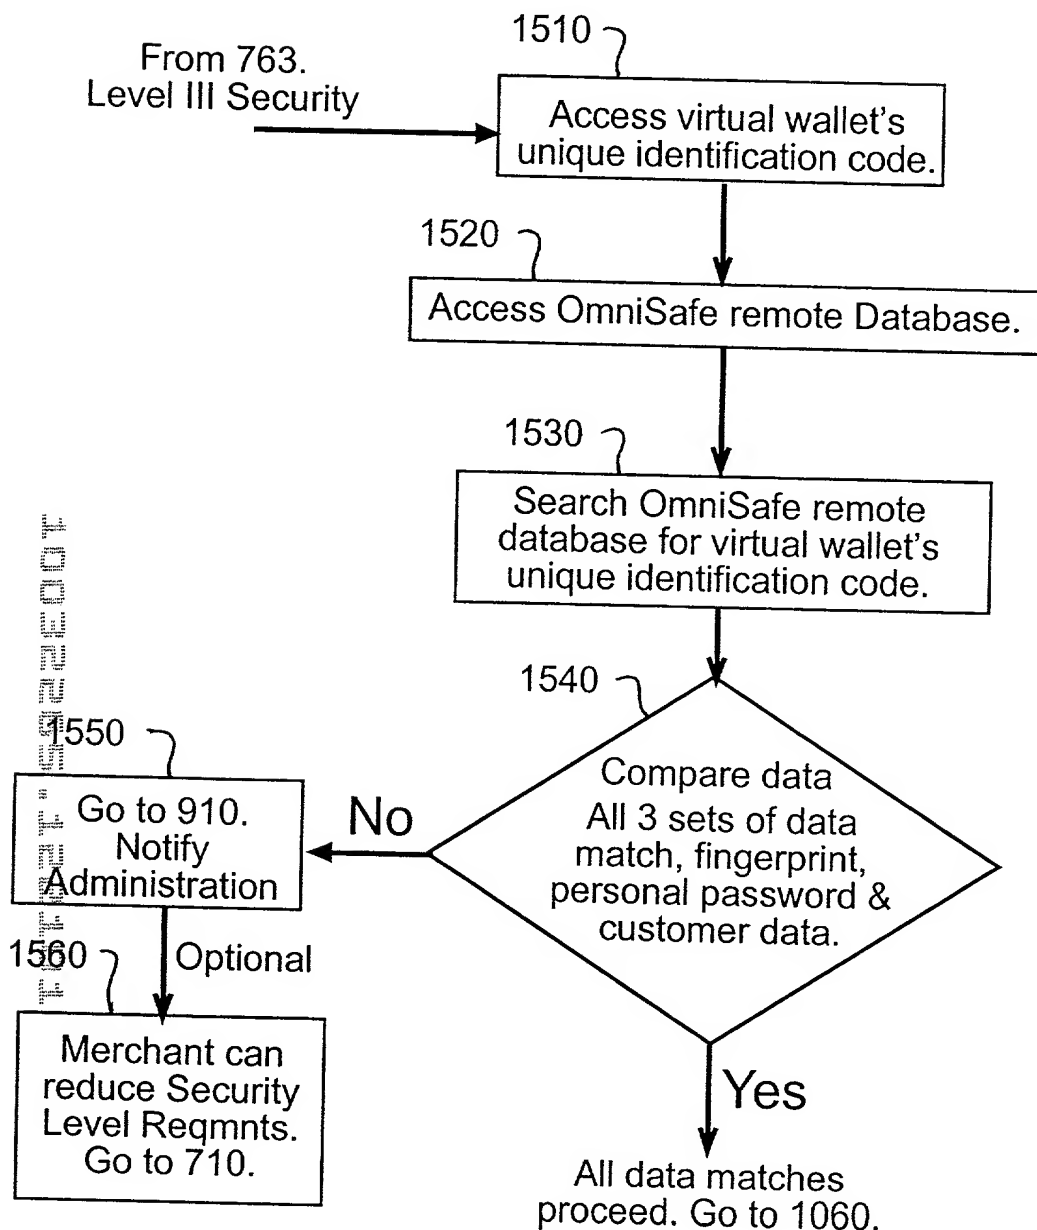 1510
From 763.
Level III Security
Access virtual wallet's
unique identification code.
1520
Access OmniSafe remote Database.
1530
Search OmniSafe remote
database for virtual wallet's
unique identification code.
1540
Compare data
All 3 sets of data
match, fingerprint,
personal password &
customer data.
No
1550
Go to 910.
Notify
Administration
1560
Optional
Merchant can
reduce Security
Level Reqmnts.
Go to 710.
Yes
All data matches
proceed. Go to 1060.